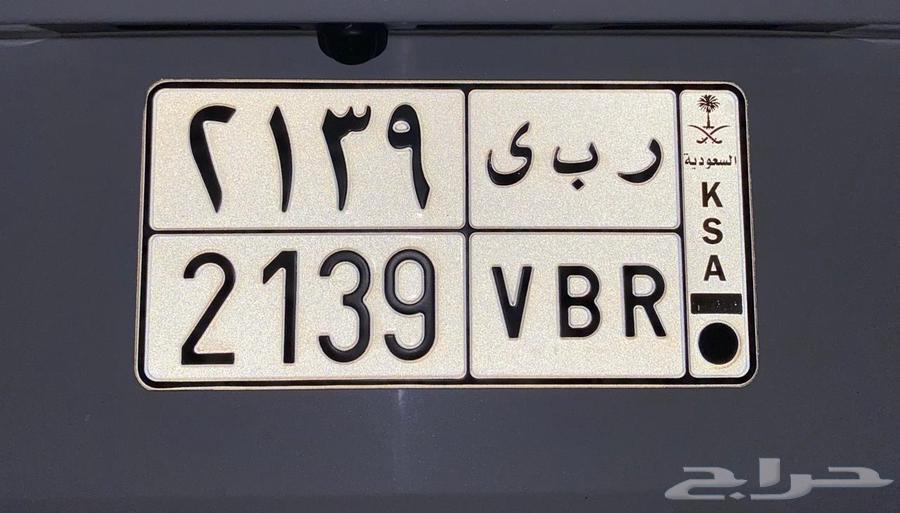 ٢١٣٩ ر ب ى
2139 VBR
السعودية
K
S
A
حراج